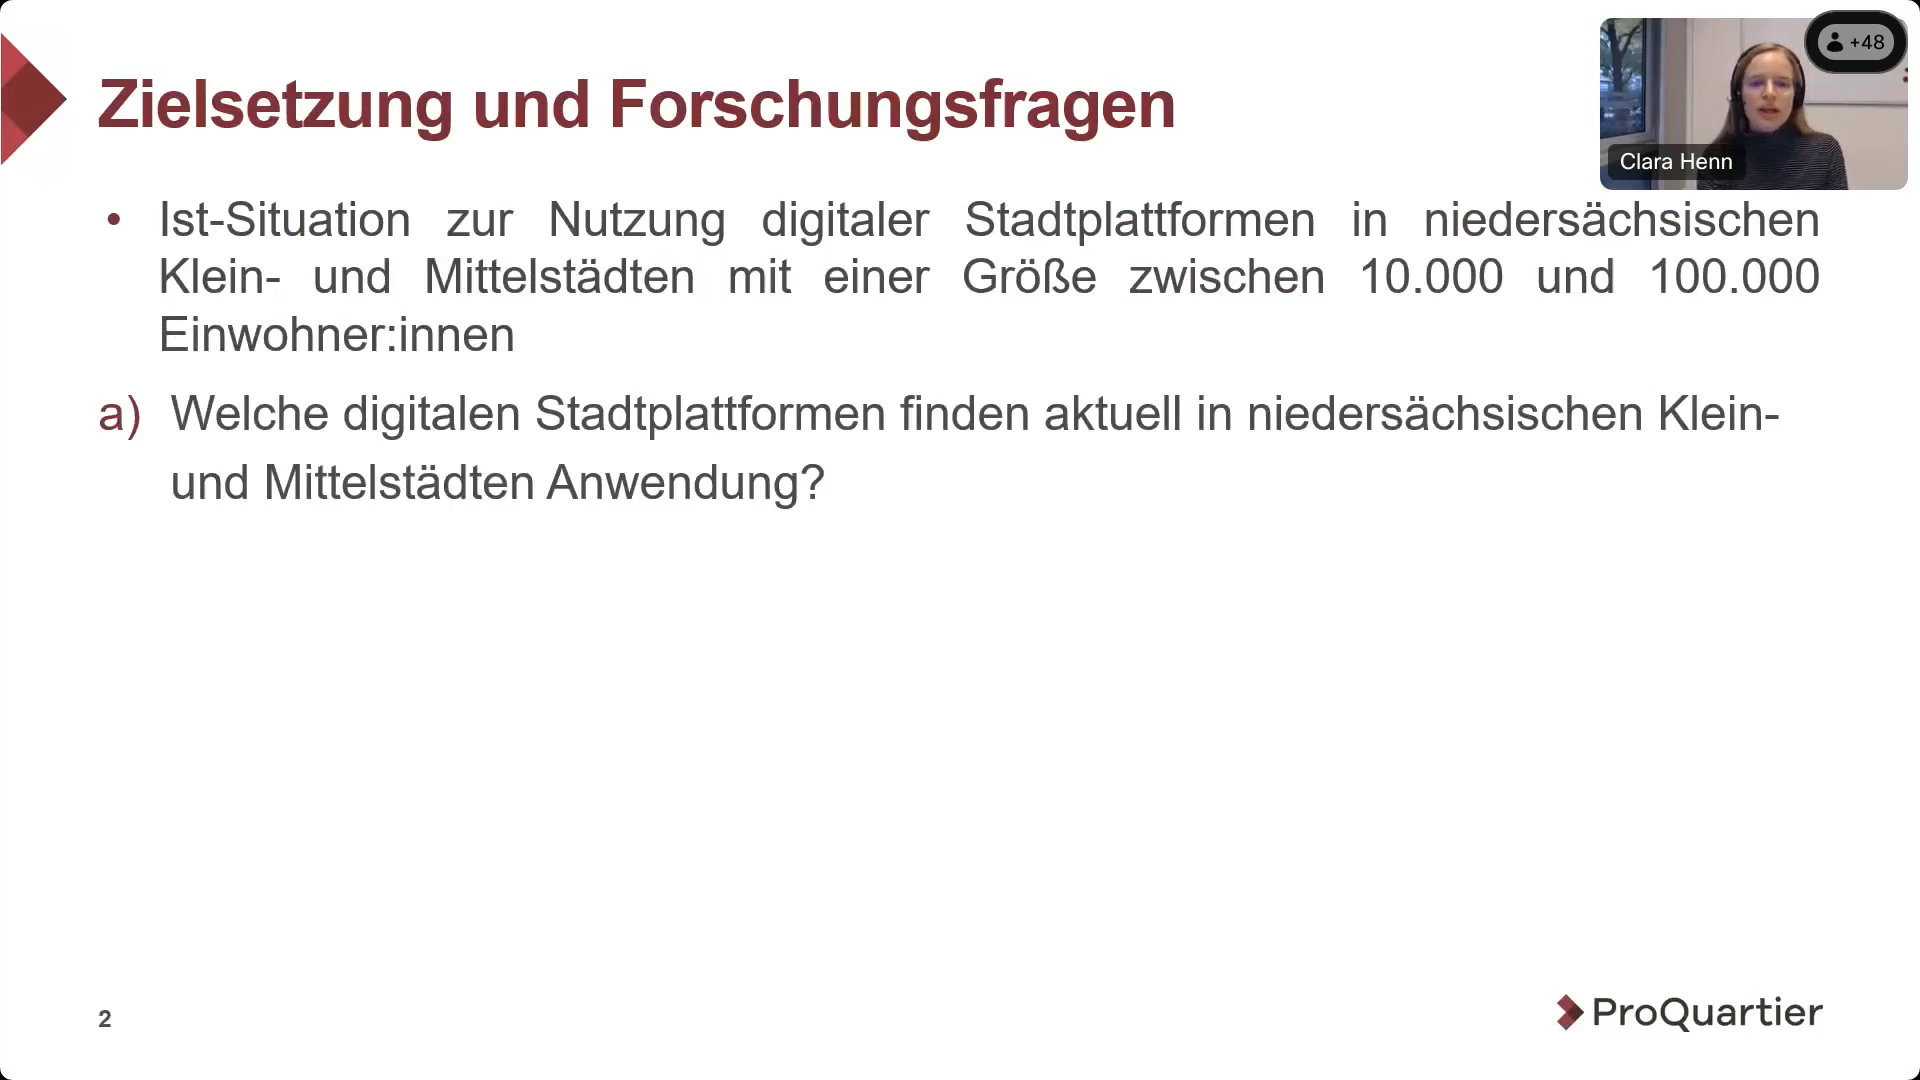 Zielsetzung und Forschungsfragen
+48
Clara Henn
• Ist-Situation zur Nutzung digitaler Stadtplattformen in niedersächsischen
Klein- und Mittelstädten mit einer Größe zwischen 10.000 und 100.000
Einwohner:innen
a) Welche digitalen Stadtplattformen finden aktuell in niedersächsischen Klein-
und Mittelstädten Anwendung?
2
ProQuartier